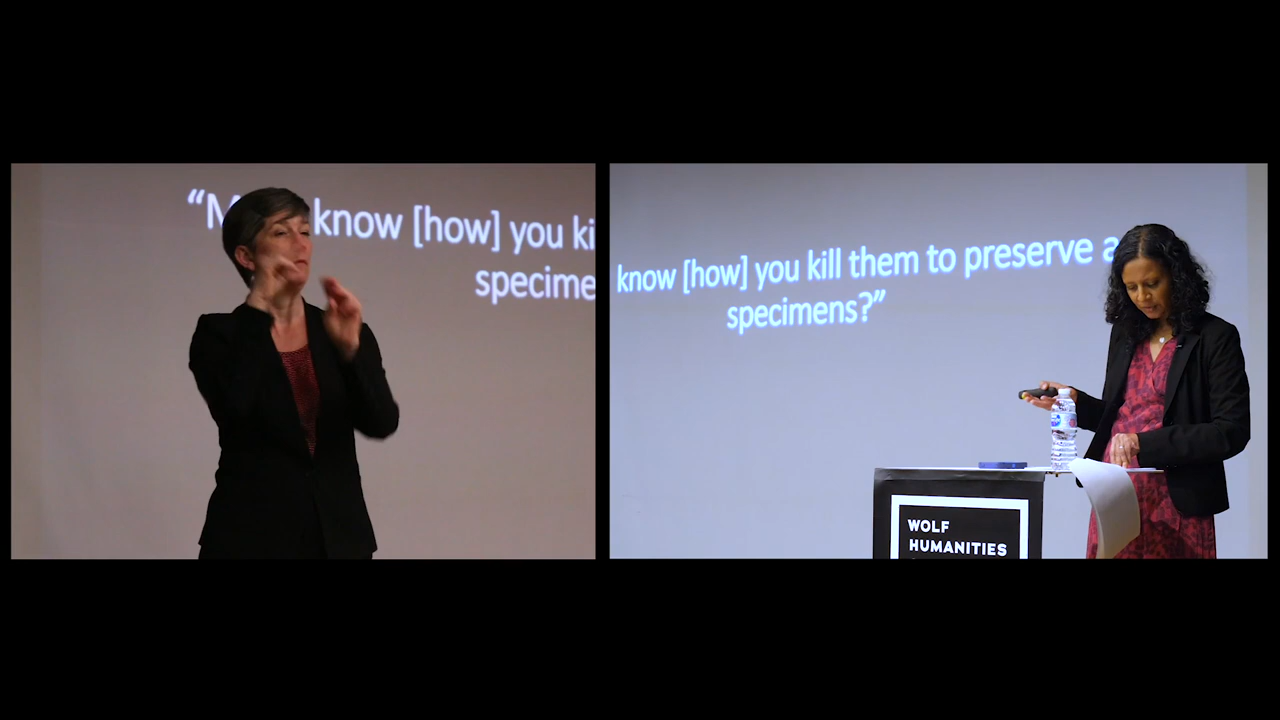 know [how] you ki
specime
know [how] you kill them to preserve a
specimens?”
WOLF
HUMANITIES